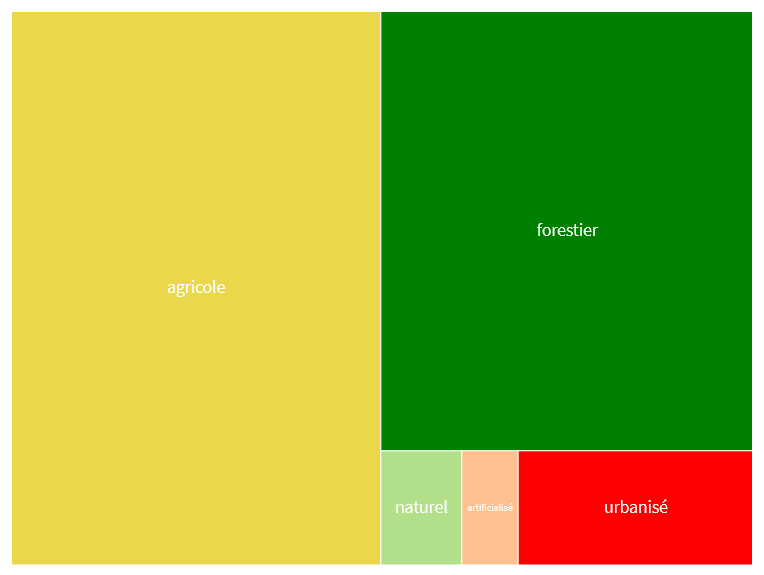 forestier
agricole
naturel
artificialisé
urbanisé